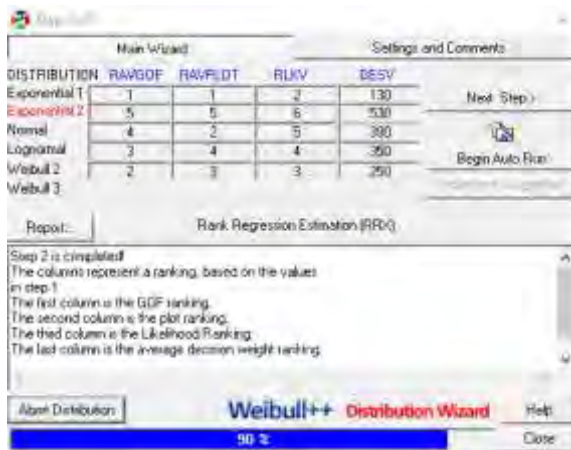 Main Wizard Settings and Comments
DISTRIBUTION RAVGOF RAVPLOT RLKV DESV
Exponential 1 1 1 2 130
Exponential 2 5 5 6 530
Normal 4 2 5 390
Lognormal 3 4 4 350
Weibull 2 2 3 3 250
Weibull 3
Next Step >
Begin Auto Run
Report... Rank Regression Estimation (RRX)
Step 2 is completed!
The columns represent a ranking, based on the values
in step 1
The first column is the GOF ranking.
The second column is the plot ranking.
The third column is the Likelihood Ranking.
The last column is the average decision weight ranking.
Abort Distribution Weibull++ Distribution Wizard Help
90 % Close